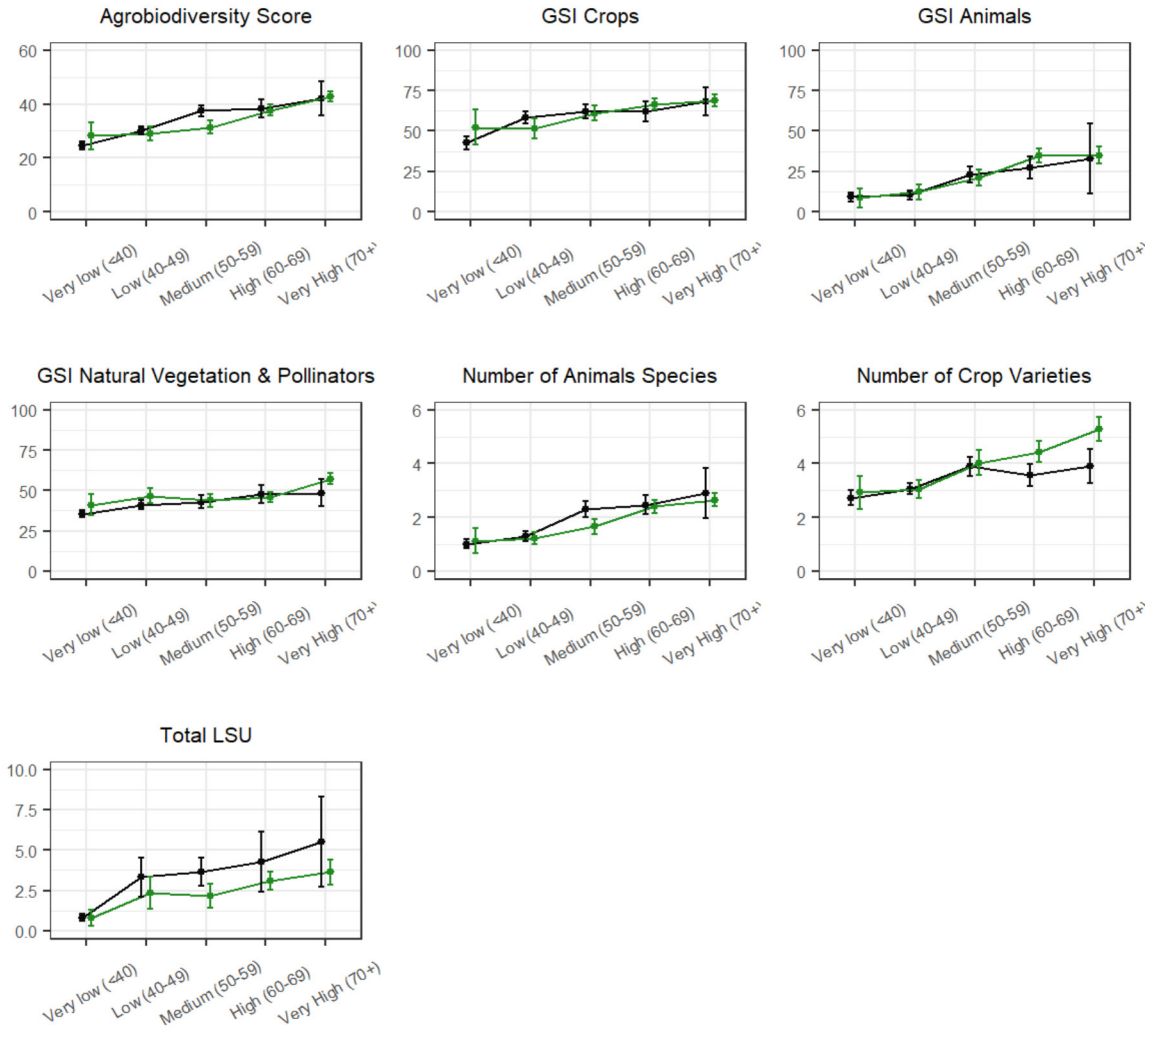 Agrobiodiversity Score
60
40
20
0
Very low (<40)
Low (40-49)
Medium (50-59)
High (60-69)
Very High (70+)
GSI Crops
100
75
50
25
0
Very low (<40)
Low (40-49)
Medium (50-59)
High (60-69)
Very High (70+)
GSI Animals
100
75
50
25
0
Very low (<40)
Low (40-49)
Medium (50-59)
High (60-69)
Very High (70+
GSI Natural Vegetation & Pollinators
100
75
50
25
0
Very low (<40)
Low (40-49)
Medium (50-59)
High (60-69)
Very High (70+)
Number of Animals Species
6
4
2
0
Very low (<40)
Low (40-49)
Medium (50-59)
High (60-69)
Very High (70+)
Number of Crop Varieties
6
4
2
0
Very low (<40)
Low (40-49)
Medium (50-59)
High (60-69)
Very High (70+
Total LSU
10.0
7.5
5.0
2.5
0.0
Very low (<40)
Low (40-49)
Medium (50-59)
High (60-69)
Very High (70+)